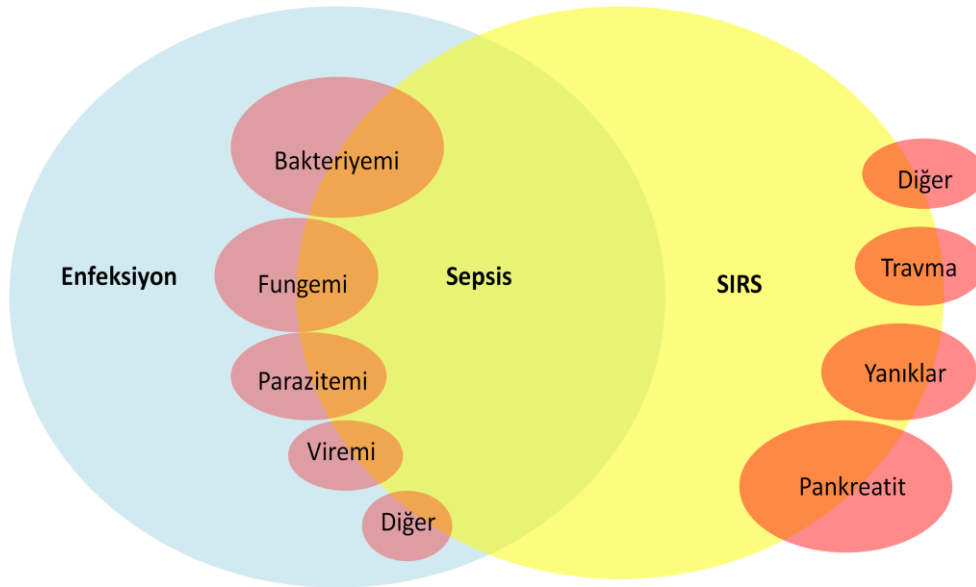 Bakteriyemi
Fungemi
Parazitemi
Viremi
Diğer
Enfeksiyon
Sepsis
SIRS
Diğer
Travma
Yanıklar
Pankreatit